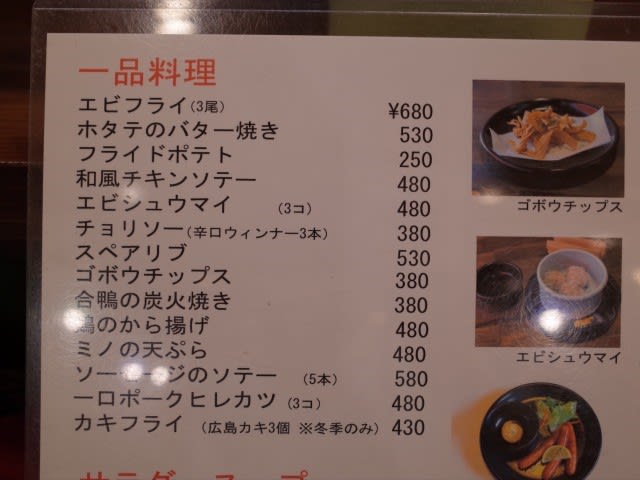 一品料理
エビフライ(3尾) ¥680
ホタテのバター焼き 530
フライドポテト 250
和風チキンソテー 480
エビシュウマイ (3コ) 480
チョリソー(辛口ウィンナー3本) 380
スペアリブ 530
ゴボウチップス 380
合鴨の炭火焼き 380
鶏のから揚げ 480
ミノの天ぷら 480
ソーセージのソテー (5本) 580
一口ポークヒレカツ (3コ) 480
カキフライ (広島カキ3個 ※冬季のみ) 430
ゴボウチップス
エビシュウマイ